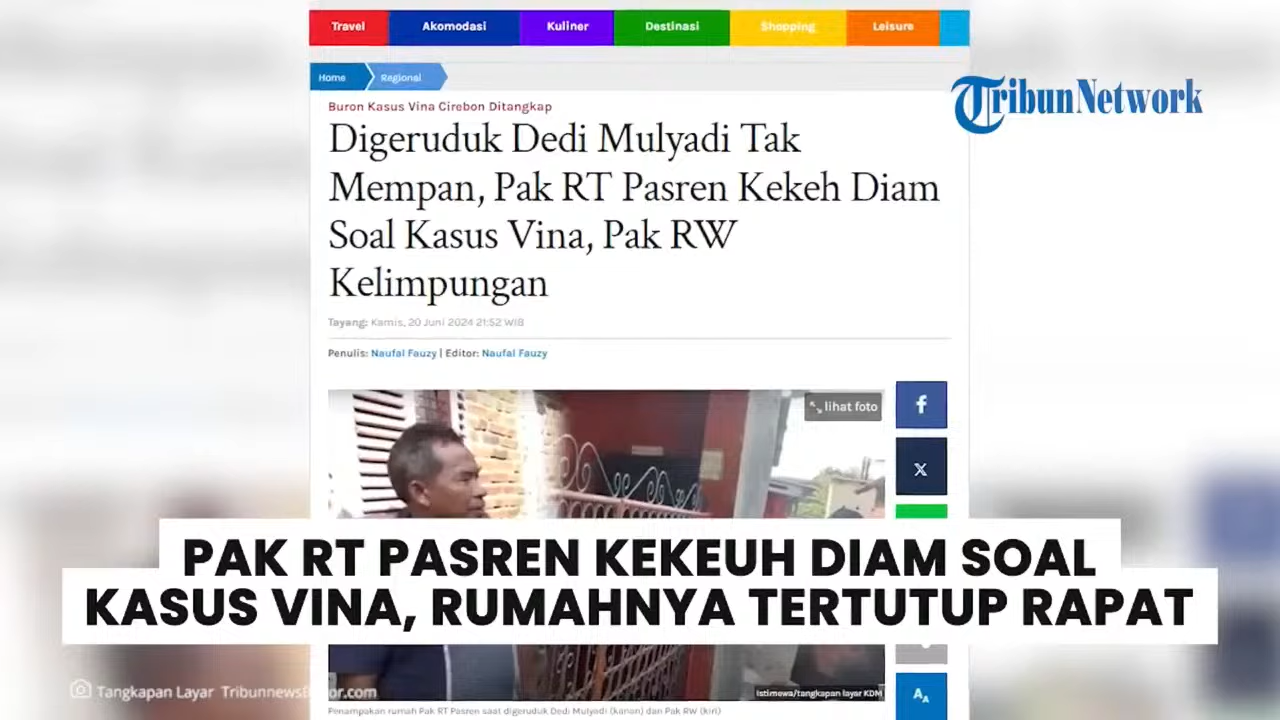 Travel Akomodasi Kuliner Destinasi Shopping Leisure
Home Regional
TribunNetwork
Buron Kasus Vina Cirebon Ditangkap
Digeruduk Dedi Mulyadi Tak
Mempan, Pak RT Pasren Kekeh Diam
Soal Kasus Vina, Pak RW
Kelimpungan
Tayang: Kamis, 20 Juni 2024 21:52 WIB
Penulis: Naufal Fauzy | Editor: Naufal Fauzy
lihat foto
PAK RT PASREN KEKEUH DIAM SOAL
KASUS VINA, RUMAHNYA TERTUTUP RAPAT
Istimewa/tangkapan layar KDM
Tangkapan Layar TribunnewsB or.com
AA
Penampakan rumah Pak RT Pasren saat digeruduk Dedi Mulyadi (kanan) dan Pak RW (kiri)